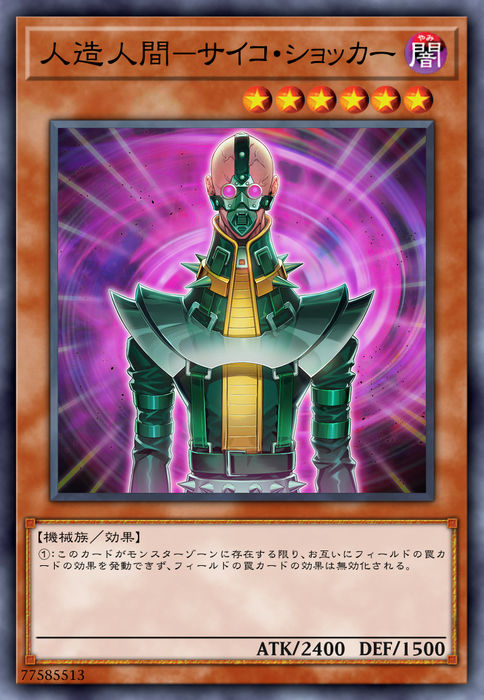 人造人間-サイコ・ショッカー
やみ
闇
【機械族／効果】
①：このカードがモンスターゾーンに存在する限り、お互いにフィールドの罠カ
ードの効果を発動できず、フィールドの罠カードの効果は無効化される。
ATK/2400 DEF/1500
77585513